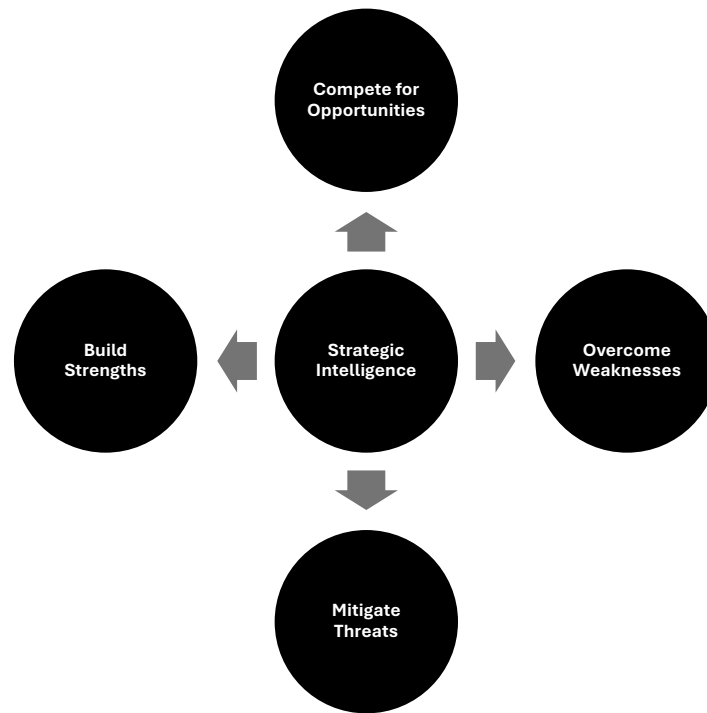 Compete for
Opportunities
Build
Strengths
Strategic
Intelligence
Overcome
Weaknesses
Mitigate
Threats